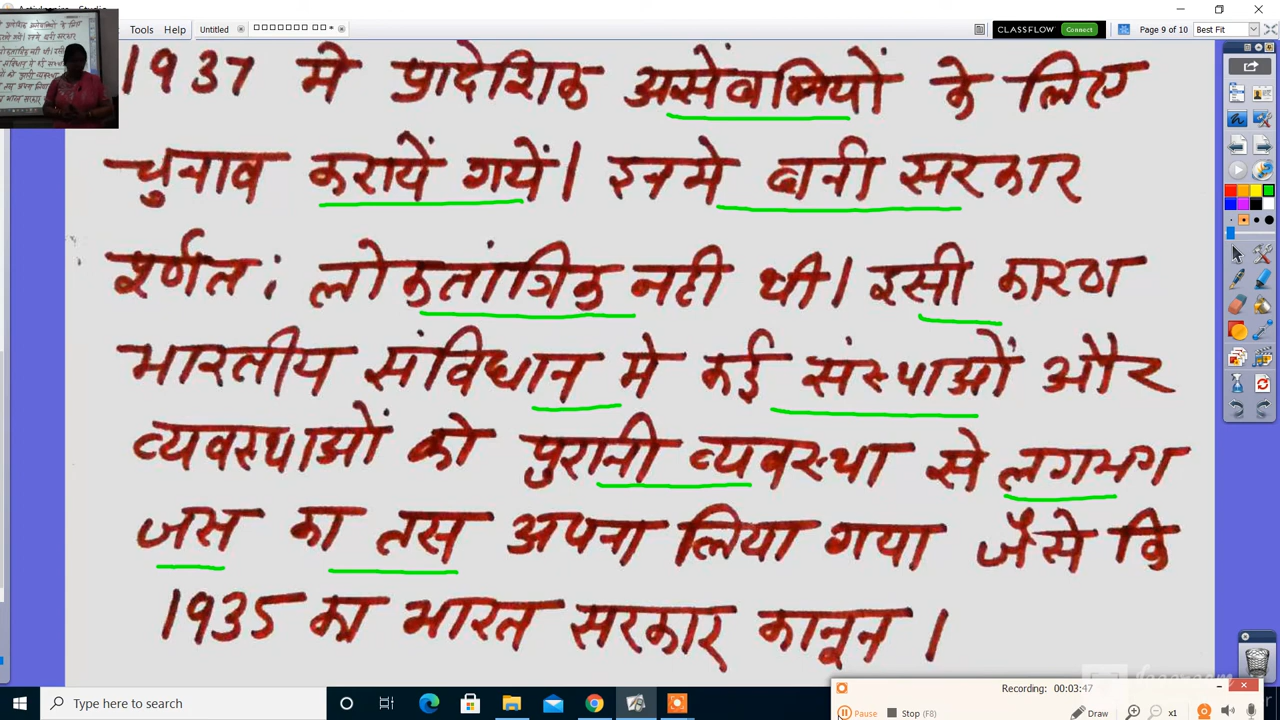 Tools Help Untitled CLASSFLOW Connect Page 9 of 10 Best Fit
1937 मे प्रादेशिक असेंबलियों के लिए
चुनाव करायें गयें। इनमे बनी सरकार
र्शणत: लोकतांत्रिक नही थी। इसी कारण
भारतीय संविधान मे कई संस्थाओं और
व्यवस्थाओं को पुरानी व्यवस्था से लगभग
जस का तस अपना लिया गया जैसे कि
1935 का भारत सरकार कानून।
Recording: 00:03:47
Pause Stop (F8) Draw x1
Type here to search